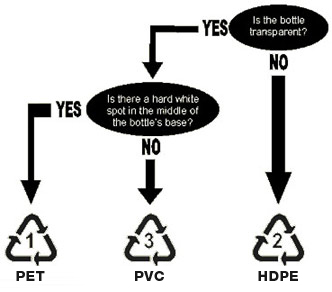 Is the bottle
transparent?
YES
NO
Is there a hard white
spot in the middle of
the bottle's base?
YES
NO
1
3
2
PET
PVC
HDPE